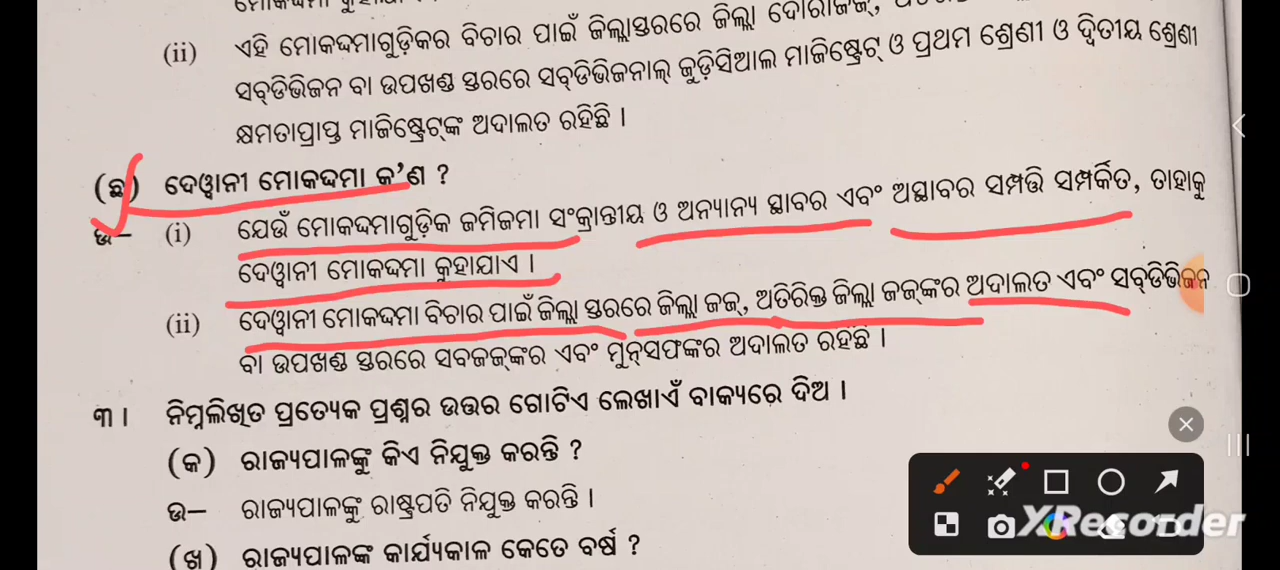 (ii) ଏହି ମୋକଦ୍ଦମାଗୁଡ଼ିକର ବିଚାର ପାଇଁ ଜିଲ୍ଲାସ୍ତରରେ ଜିଲ୍ଲା ଦୌରାଜଜ୍,
ସବ୍‌ଡିଭିଜନ ବା ଉପଖଣ୍ଡ ସ୍ତରରେ ସବ୍‌ଡିଭିଜନାଲ୍ ଜୁଡ଼ିସିଆଲ ମାଜିଷ୍ଟ୍ରେଟ୍ ଓ ପ୍ରଥମ ଶ୍ରେଣୀ ଓ ଦ୍ୱିତୀୟ ଶ୍ରେଣୀ
କ୍ଷମତାପ୍ରାପ୍ତ ମାଜିଷ୍ଟ୍ରେଟ୍‌ଙ୍କ ଅଦାଲତ ରହିଛି ।
(ଛ) ଦେୱାନୀ ମୋକଦ୍ଦମା କ'ଣ ?
ଉ— (i) ଯେଉଁ ମୋକଦ୍ଦମାଗୁଡ଼ିକ ଜମିଜମା ସଂକ୍ରାନ୍ତୀୟ ଓ ଅନ୍ୟାନ୍ୟ ସ୍ଥାବର ଏବଂ ଅସ୍ଥାବର ସମ୍ପତ୍ତି ସମ୍ପର୍କିତ, ତାହାକୁ
ଦେୱାନୀ ମୋକଦ୍ଦମା କୁହାଯାଏ ।
(ii) ଦେୱାନୀ ମୋକଦ୍ଦମା ବିଚାର ପାଇଁ ଜିଲ୍ଲା ସ୍ତରରେ ଜିଲ୍ଲା ଜଜ୍, ଅତିରିକ୍ତ ଜିଲ୍ଲା ଜଜ୍‌ଙ୍କର ଅଦାଲତ ଏବଂ ସବ୍‌ଡିଭିଜନ
ବା ଉପଖଣ୍ଡ ସ୍ତରରେ ସବଜଜ୍‌ଙ୍କର ଏବଂ ମୁନ୍‌ସଫଙ୍କର ଅଦାଲତ ରହିଛି ।
୩। ନିମ୍ନଲିଖିତ ପ୍ରତ୍ୟେକ ପ୍ରଶ୍ନର ଉତ୍ତର ଗୋଟିଏ ଲେଖାଏଁ ବାକ୍ୟରେ ଦିଅ ।
(କ) ରାଜ୍ୟପାଳଙ୍କୁ କିଏ ନିଯୁକ୍ତ କରନ୍ତି ?
ଉ— ରାଜ୍ୟପାଳଙ୍କୁ ରାଷ୍ଟ୍ରପତି ନିଯୁକ୍ତ କରନ୍ତି ।
(ଖ) ରାଜ୍ୟପାଳଙ୍କ କାର୍ଯ୍ୟକାଳ କେତେ ବର୍ଷ ?
XRecorder